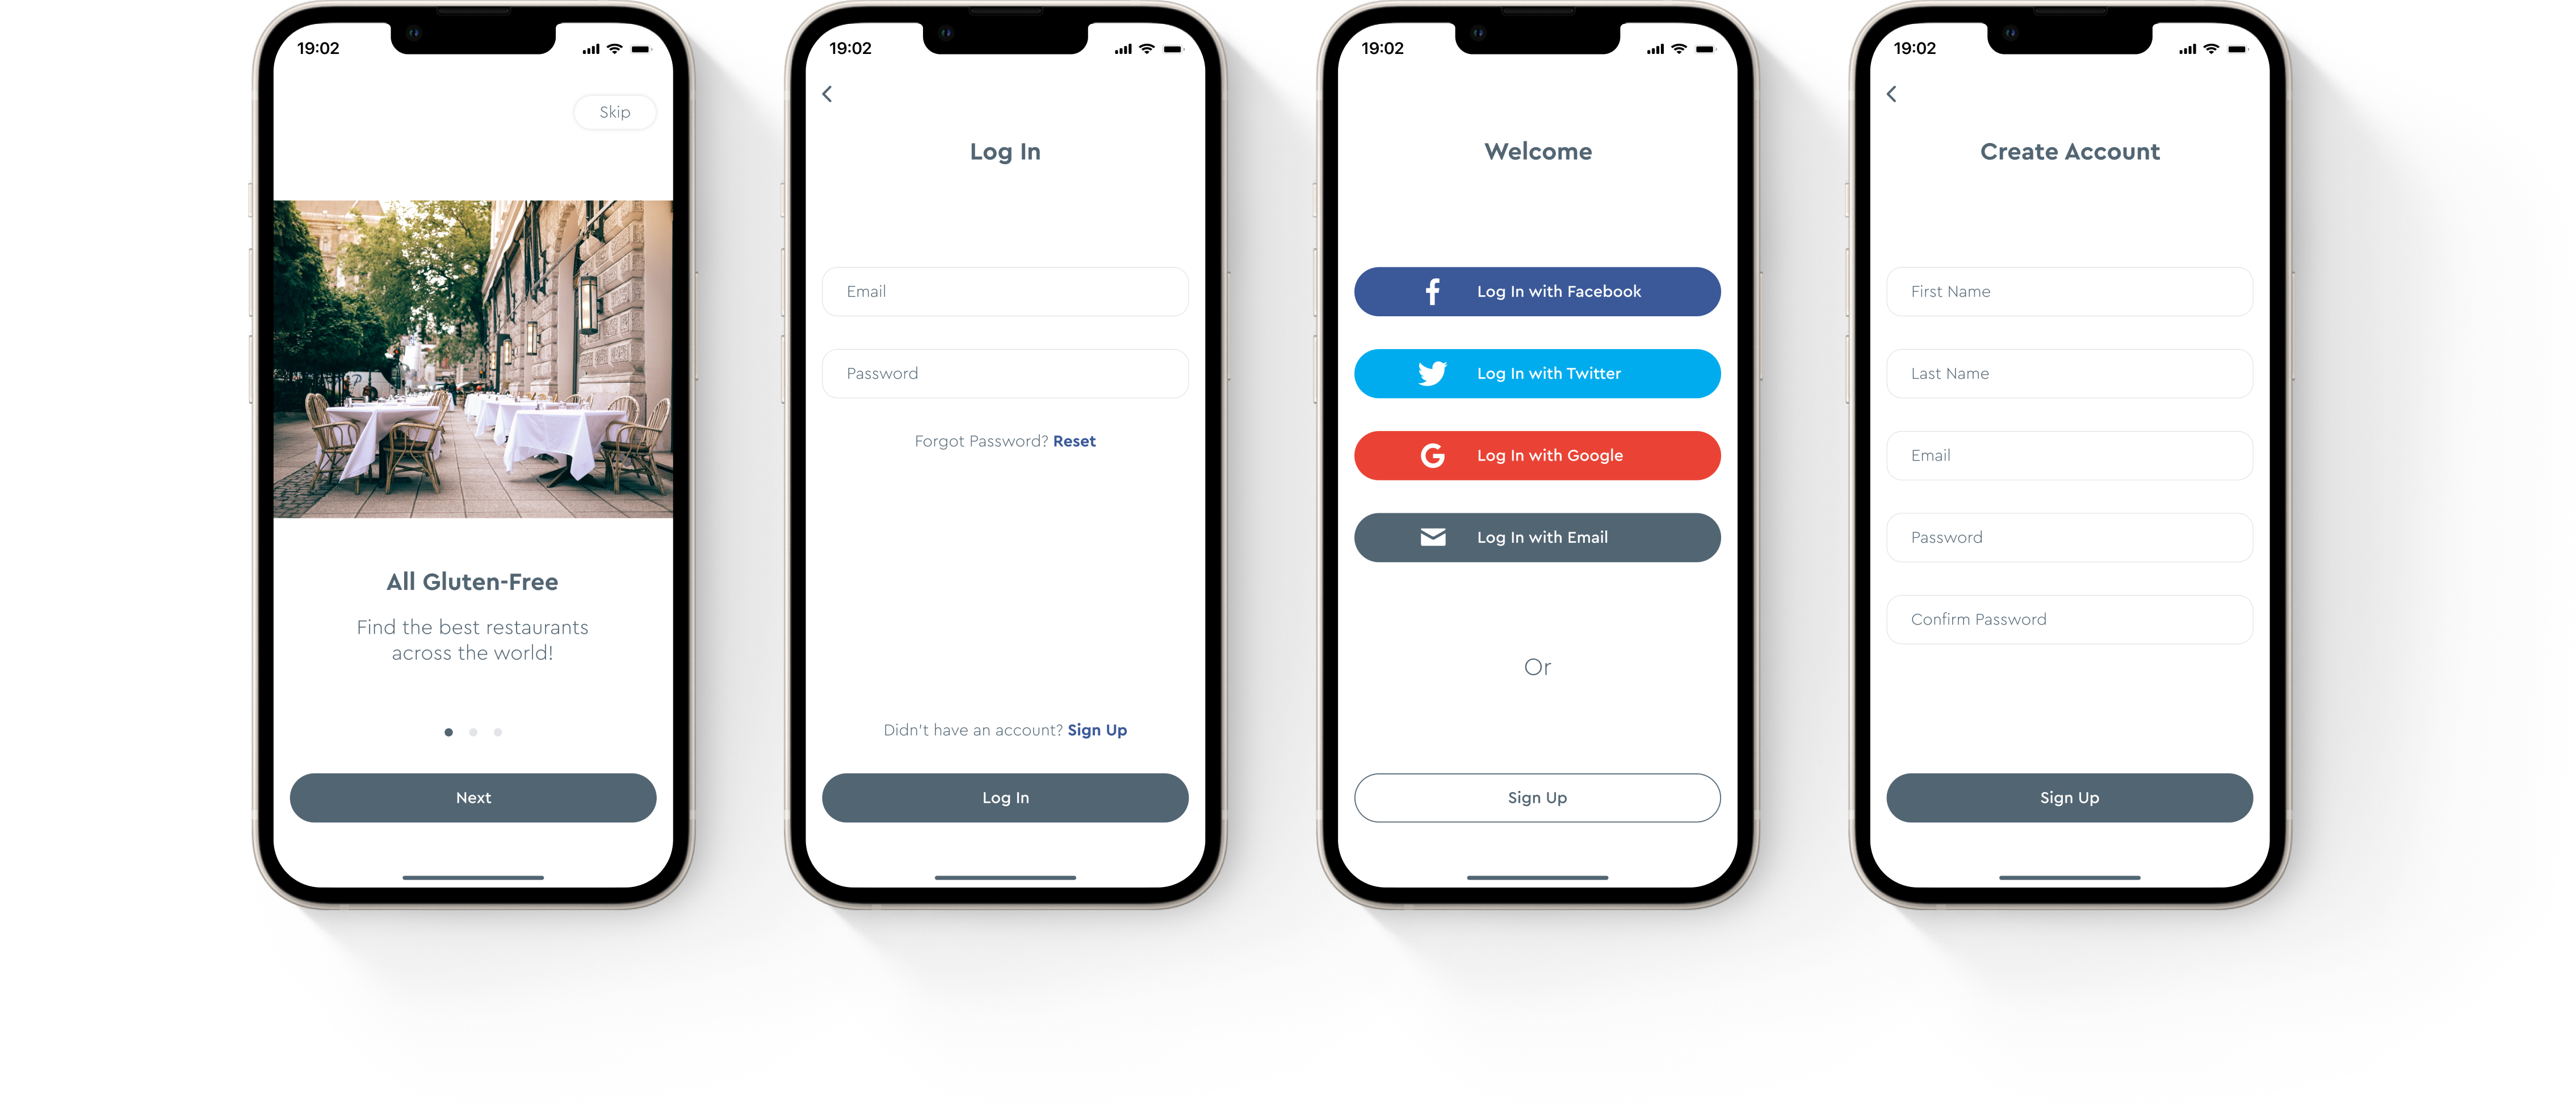 19:02
Skip
All Gluten-Free
Find the best restaurants
across the world!
Next
19:02
Log In
Email
Password
Forgot Password? Reset
Didn't have an account? Sign Up
Log In
19:02
Welcome
Log In with Facebook
Log In with Twitter
Log In with Google
Log In with Email
Or
Sign Up
19:02
Create Account
First Name
Last Name
Email
Password
Confirm Password
Sign Up